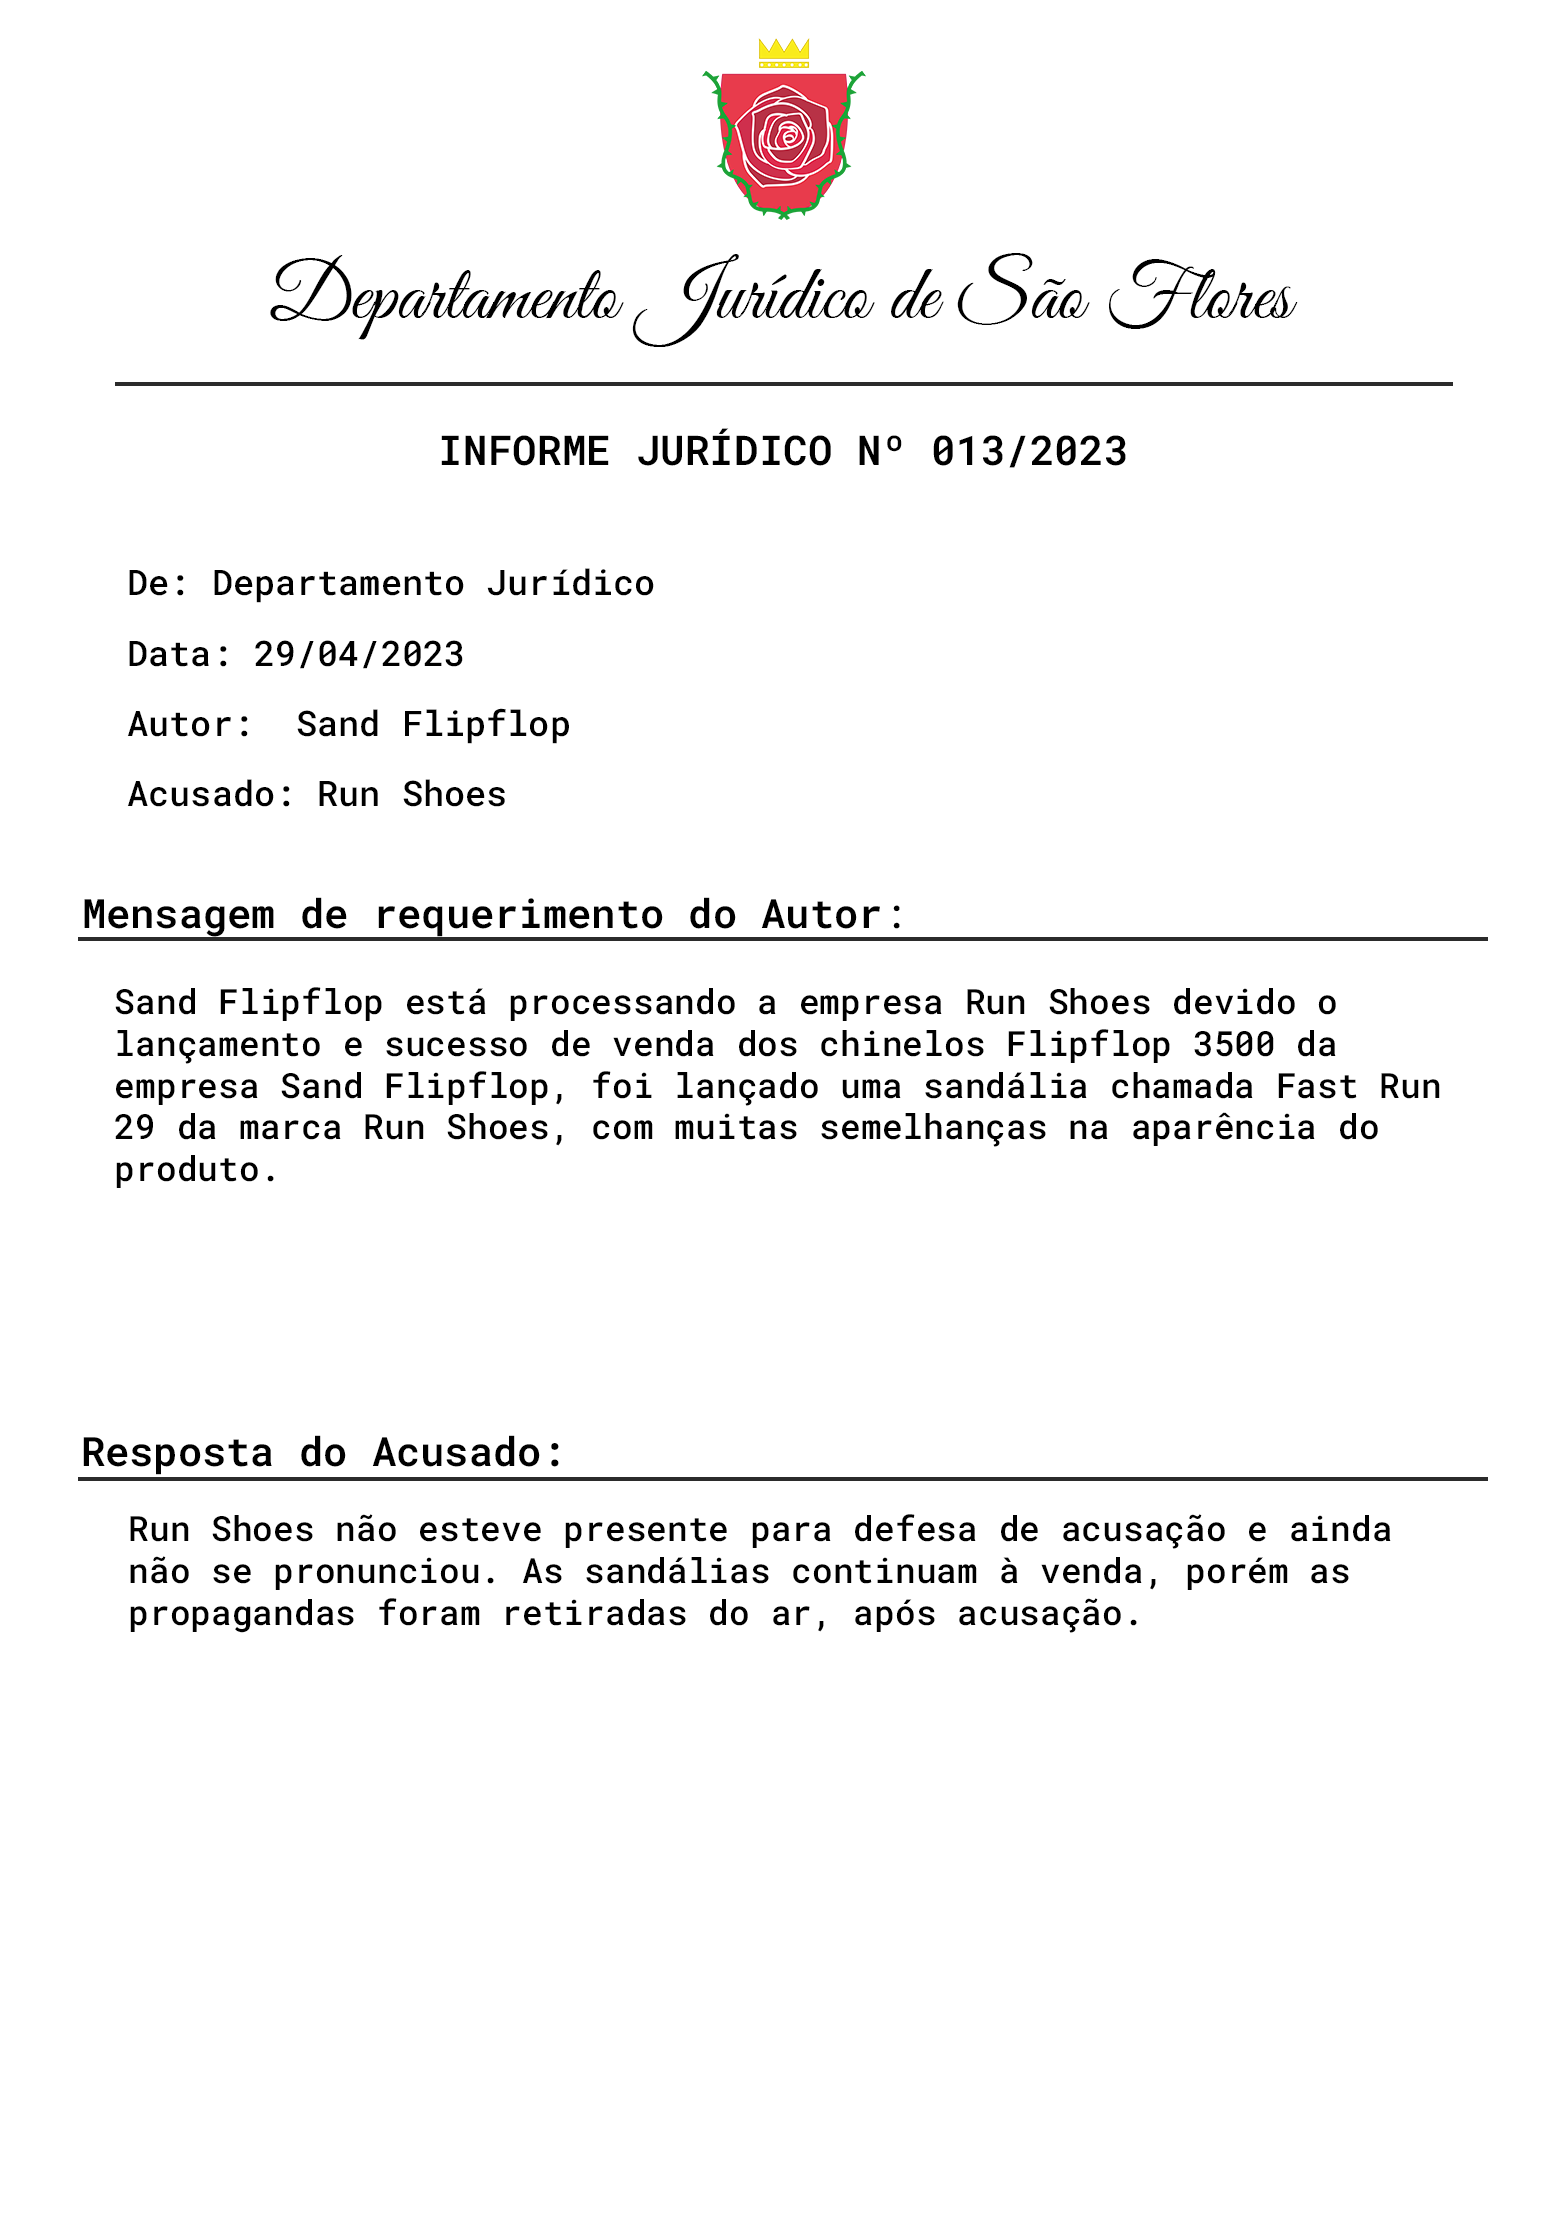 Departamento Jurídico de São Flores
INFORME JURÍDICO Nº 013/2023
De: Departamento Jurídico
Data: 29/04/2023
Autor:  Sand Flipflop
Acusado: Run Shoes
Mensagem de requerimento do Autor:
Sand Flipflop está processando a empresa Run Shoes devido o
lançamento e sucesso de venda dos chinelos Flipflop 3500 da
empresa Sand Flipflop, foi lançado uma sandália chamada Fast Run
29 da marca Run Shoes, com muitas semelhanças na aparência do
produto.
Resposta do Acusado:
Run Shoes não esteve presente para defesa de acusação e ainda
não se pronunciou. As sandálias continuam à venda, porém as
propagandas foram retiradas do ar, após acusação.